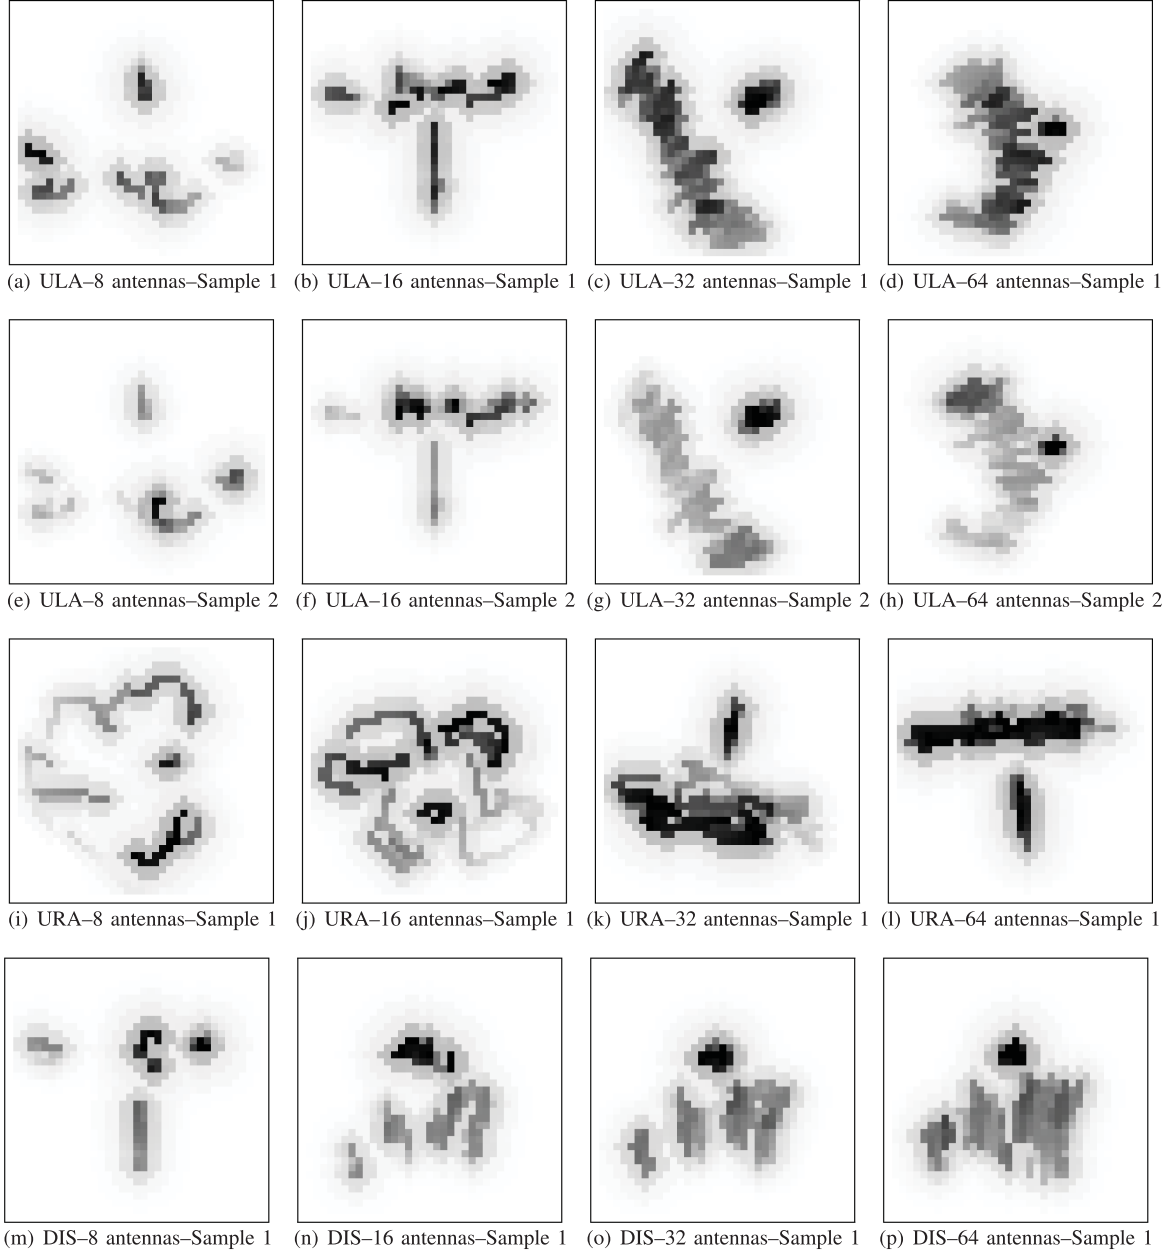 (a) ULA–8 antennas–Sample 1 (b) ULA–16 antennas–Sample 1 (c) ULA–32 antennas–Sample 1 (d) ULA–64 antennas–Sample 1
(e) ULA–8 antennas–Sample 2 (f) ULA–16 antennas–Sample 2 (g) ULA–32 antennas–Sample 2 (h) ULA–64 antennas–Sample 2
(i) URA–8 antennas–Sample 1 (j) URA–16 antennas–Sample 1 (k) URA–32 antennas–Sample 1 (l) URA–64 antennas–Sample 1
(m) DIS–8 antennas–Sample 1 (n) DIS–16 antennas–Sample 1 (o) DIS–32 antennas–Sample 1 (p) DIS–64 antennas–Sample 1